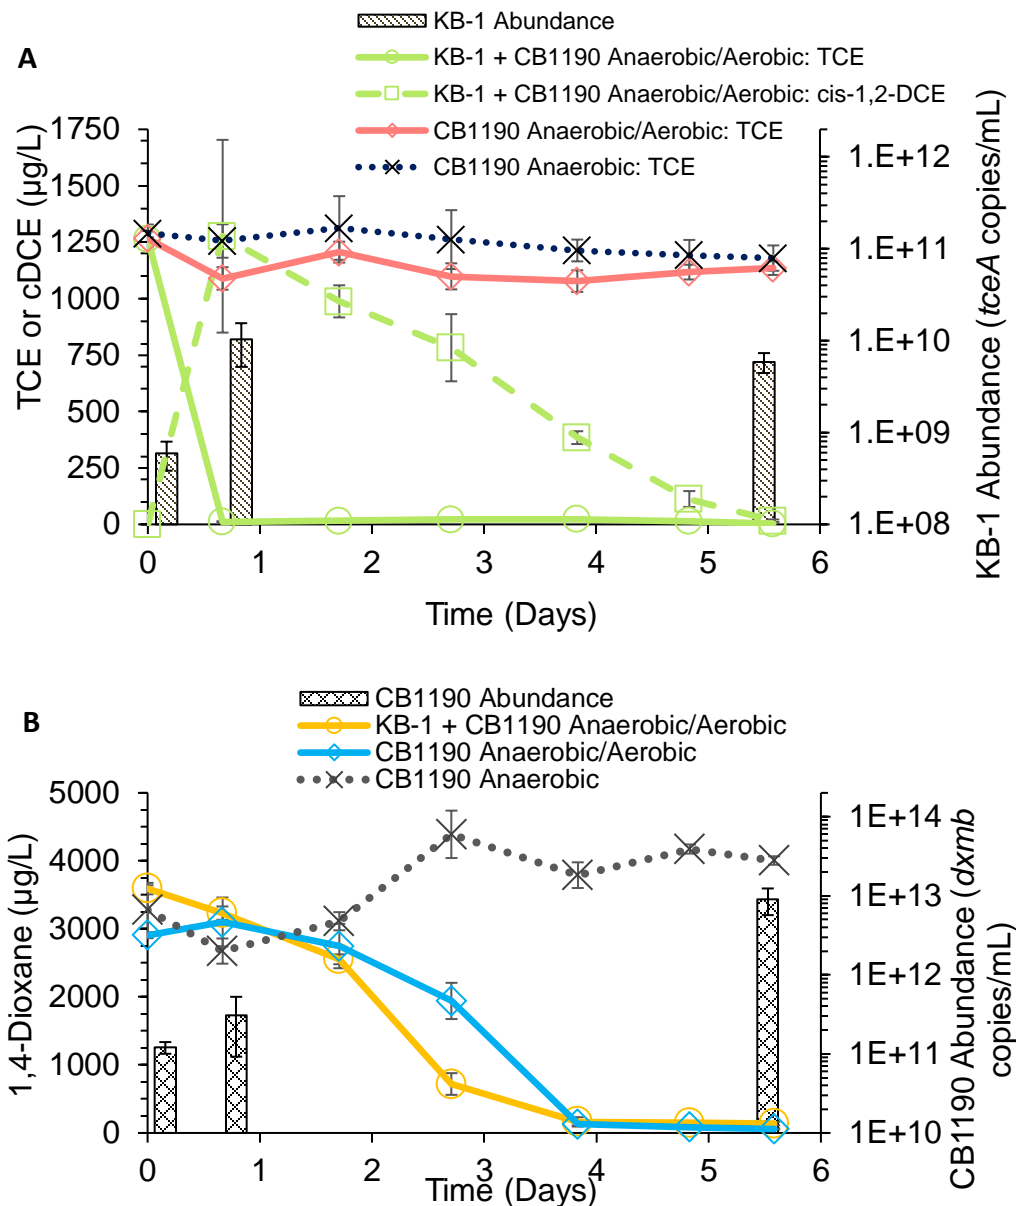 KB-1 Abundance
A
KB-1 + CB1190 Anaerobic/Aerobic: TCE
KB-1 + CB1190 Anaerobic/Aerobic: cis-1,2-DCE
CB1190 Anaerobic/Aerobic: TCE
CB1190 Anaerobic: TCE
TCE or cDCE (µg/L)
1750
1500
1250
1000
750
500
250
0
1.E+12
1.E+11
1.E+10
1.E+09
1.E+08
KB-1 Abundance (tceA copies/mL)
0 1 2 3 4 5 6
Time (Days)
CB1190 Abundance
B
KB-1 + CB1190 Anaerobic/Aerobic
CB1190 Anaerobic/Aerobic
CB1190 Anaerobic
1,4-Dioxane (µg/L)
5000
4000
3000
2000
1000
0
1E+14
1E+13
1E+12
1E+11
1E+10
CB1190 Abundance (dxmb
copies/mL)
0 1 2 3 4 5 6
Time (Days)